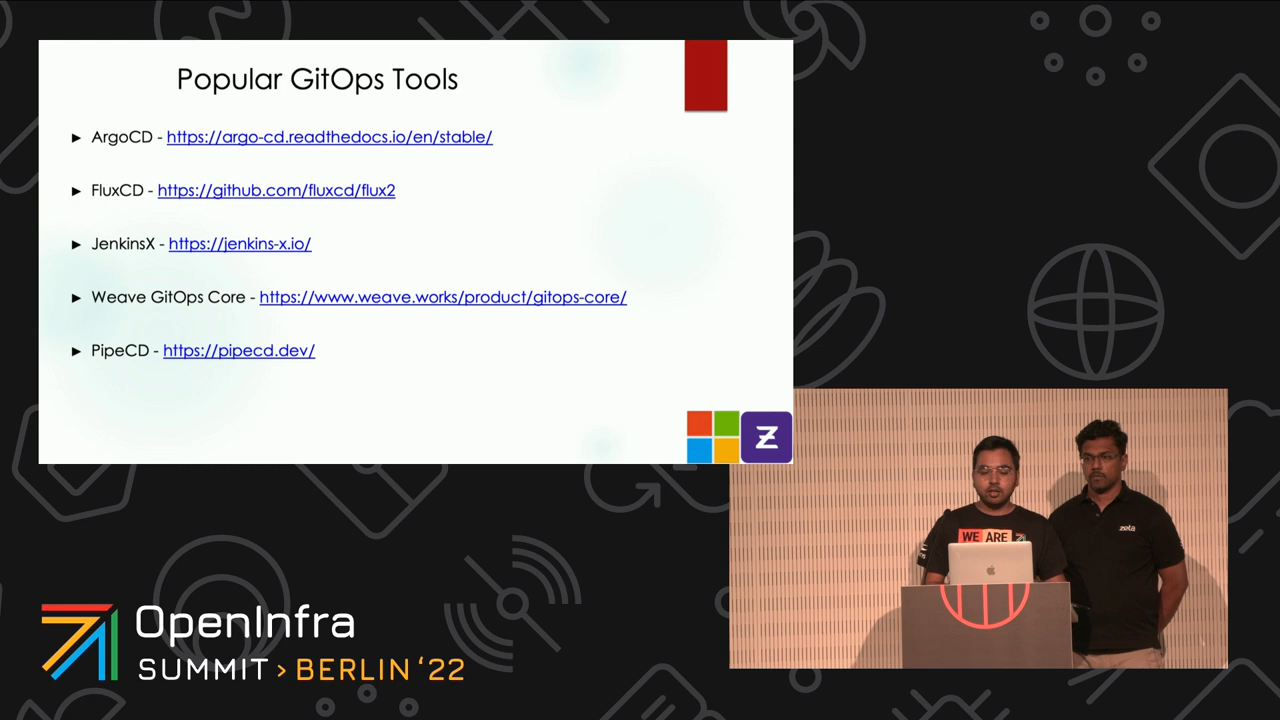 Popular GitOps Tools
► ArgoCD - https://argo-cd.readthedocs.io/en/stable/
► FluxCD - https://github.com/fluxcd/flux2
► JenkinsX - https://jenkins-x.io/
► Weave GitOps Core - https://www.weave.works/product/gitops-core/
► PipeCD - https://pipecd.dev/
WE ARE
zeta
OpenInfra
SUMMIT > BERLIN ‘22